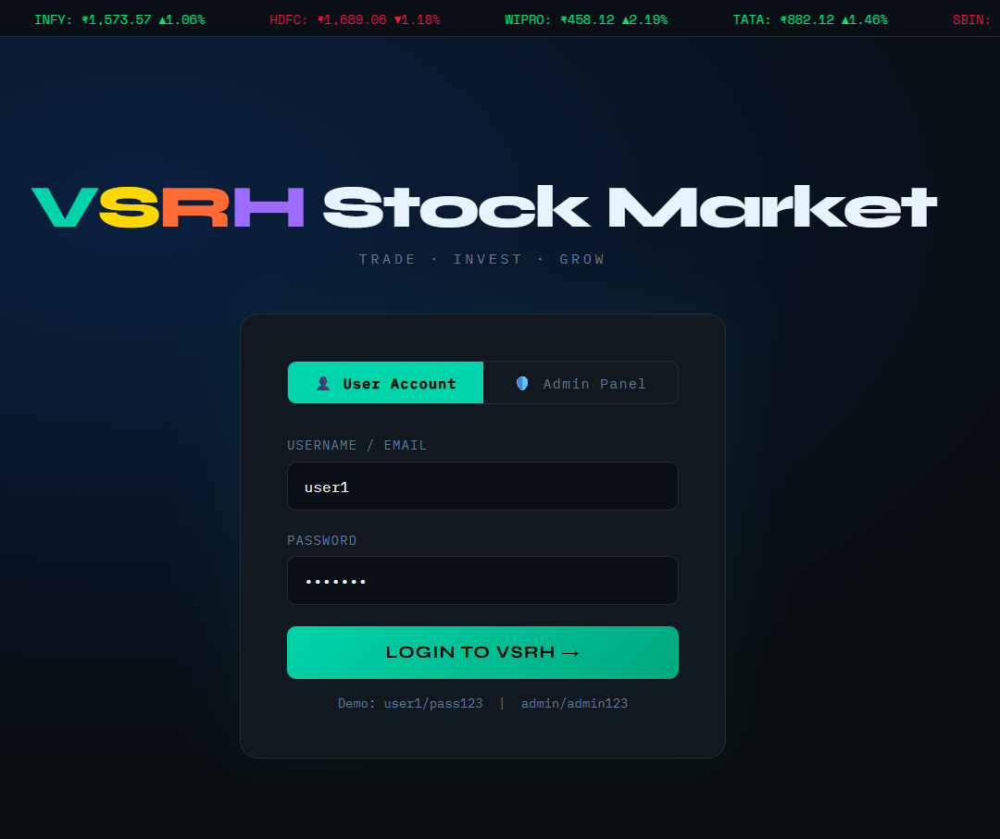 INFY: ₹1,573.57 ▲1.06% HDFC: ₹1,689.06 ▼1.18% WIPRO: ₹458.12 ▲2.19% TATA: ₹882.12 ▲1.46% SBIN:
VSRH Stock Market
TRADE · INVEST · GROW
User Account Admin Panel
USERNAME / EMAIL
user1
PASSWORD
•••••••
LOGIN TO VSRH →
Demo: user1/pass123 | admin/admin123